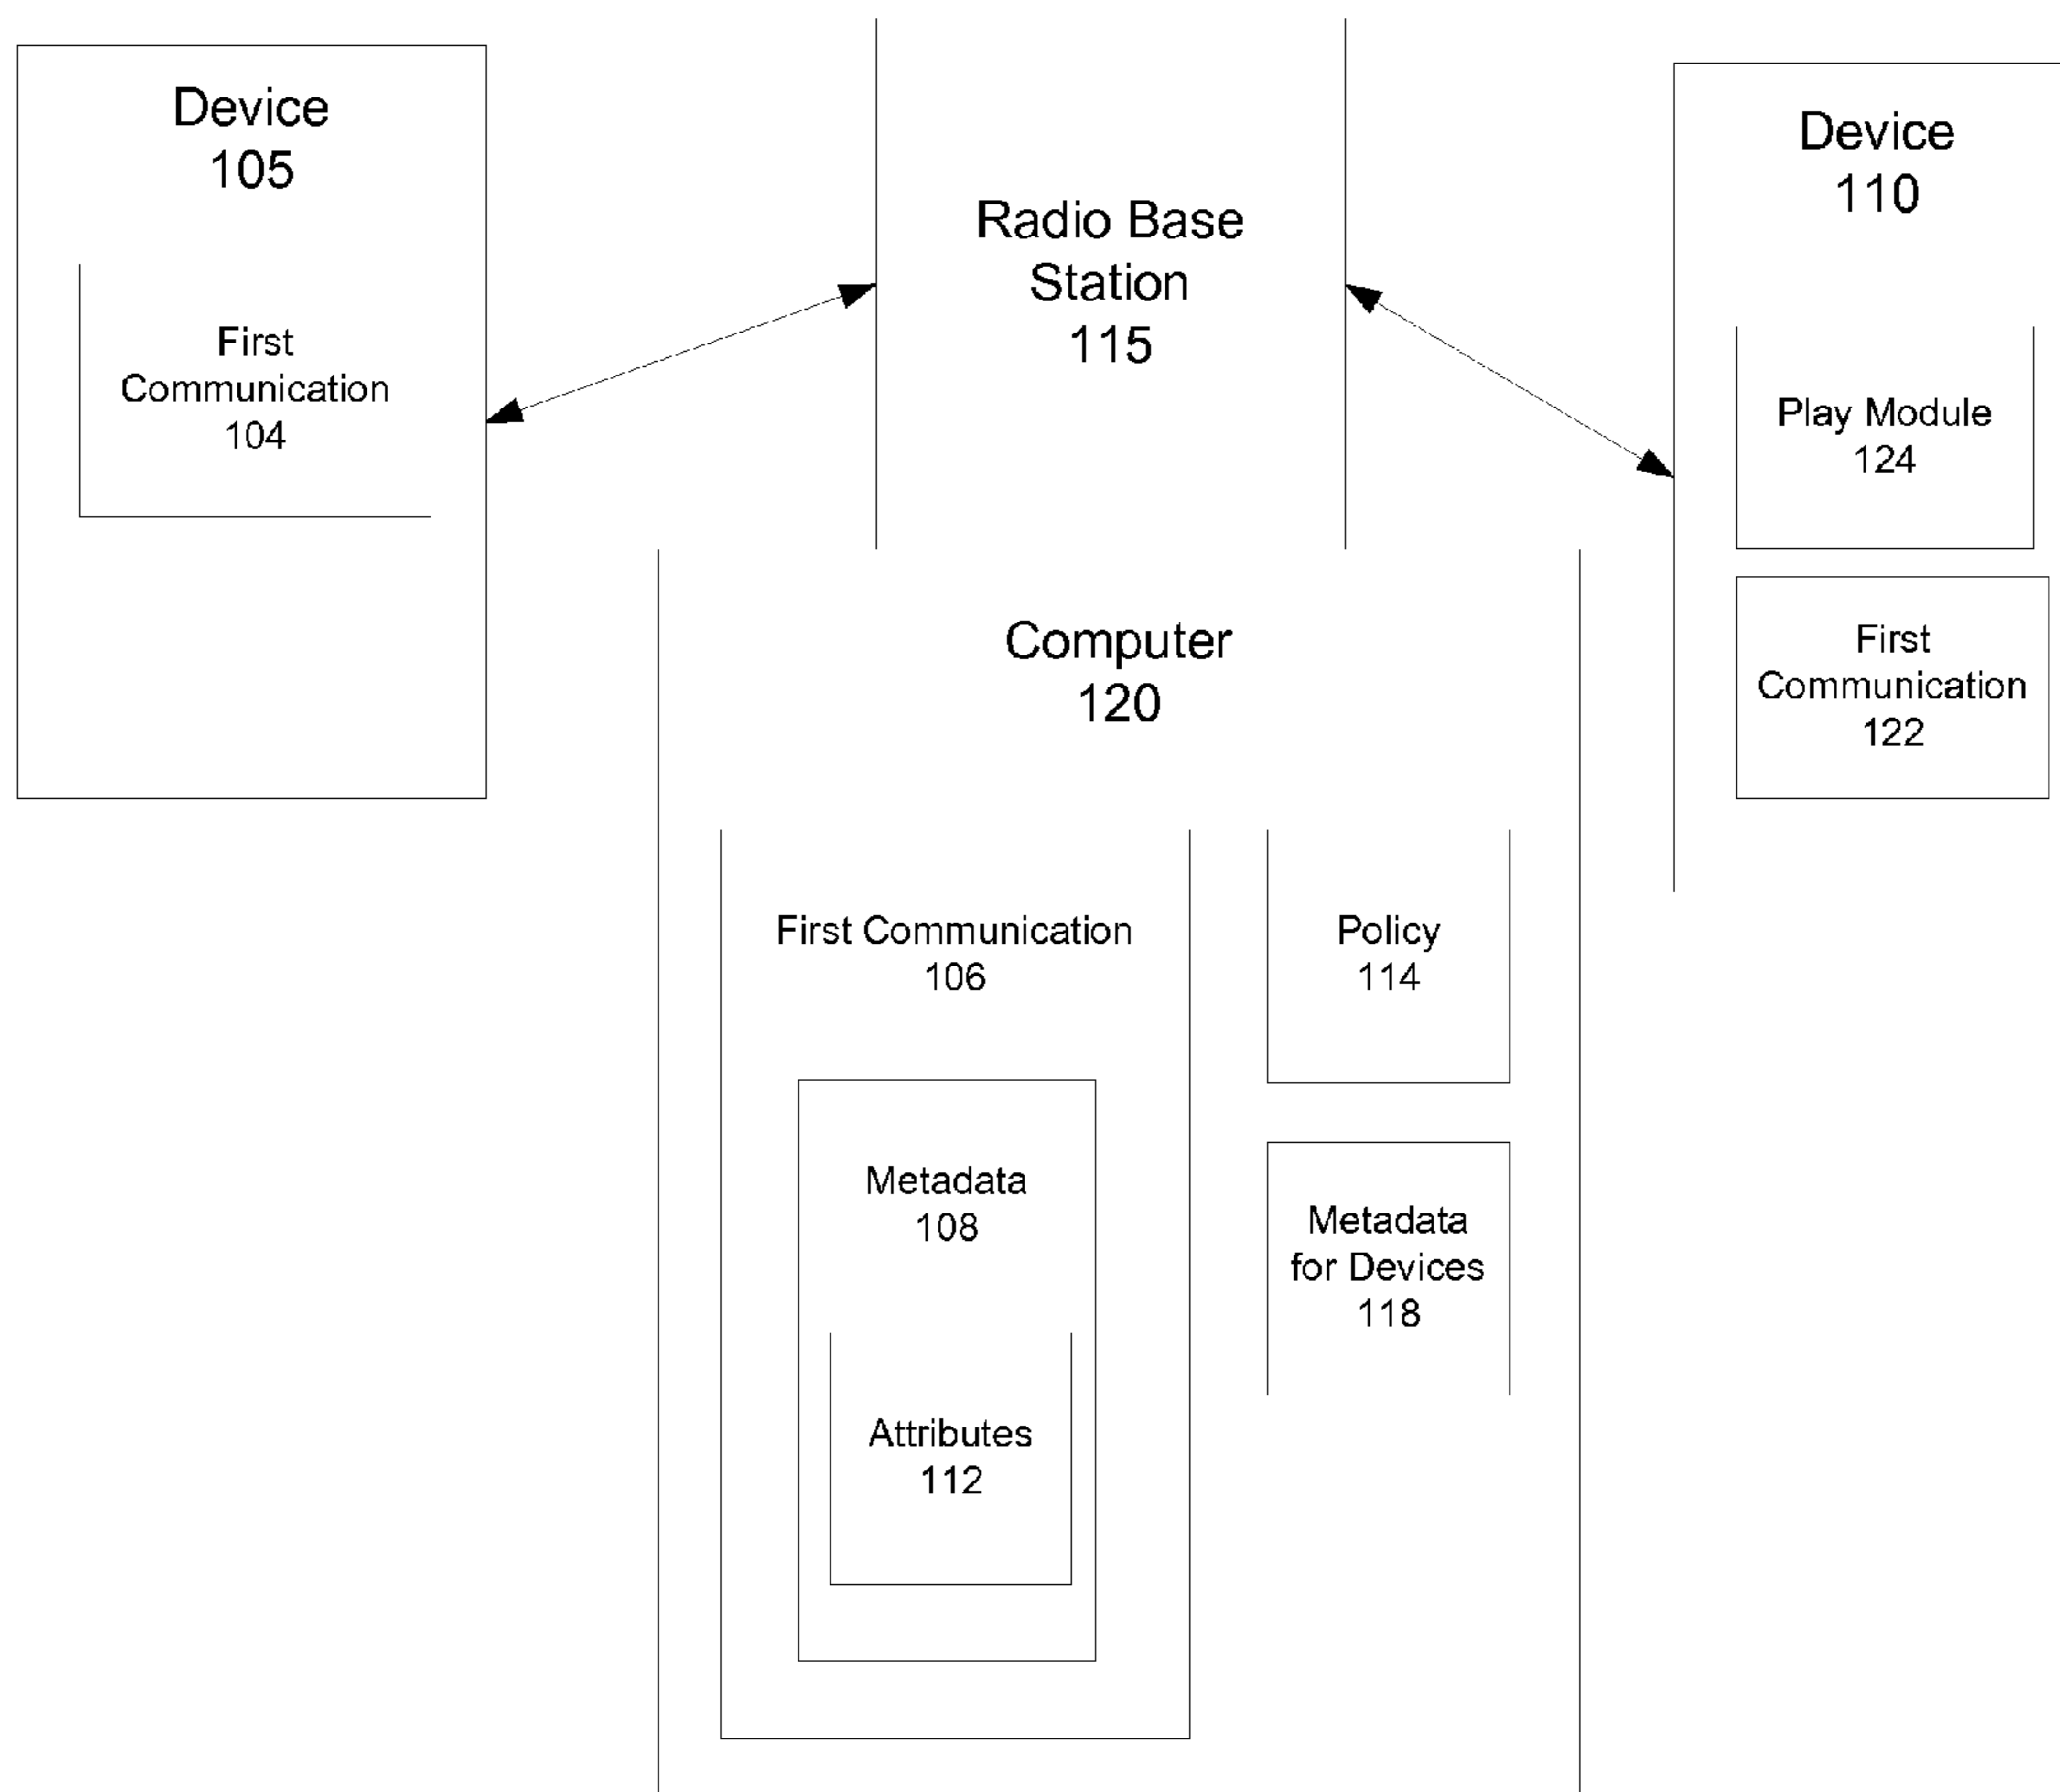 Device
105
First
Communication
104
Radio Base
Station
115
Device
110
Play Module
124
First
Communication
122
Computer
120
First Communication
106
Policy
114
Metadata
108
Metadata
for Devices
118
Attributes
112